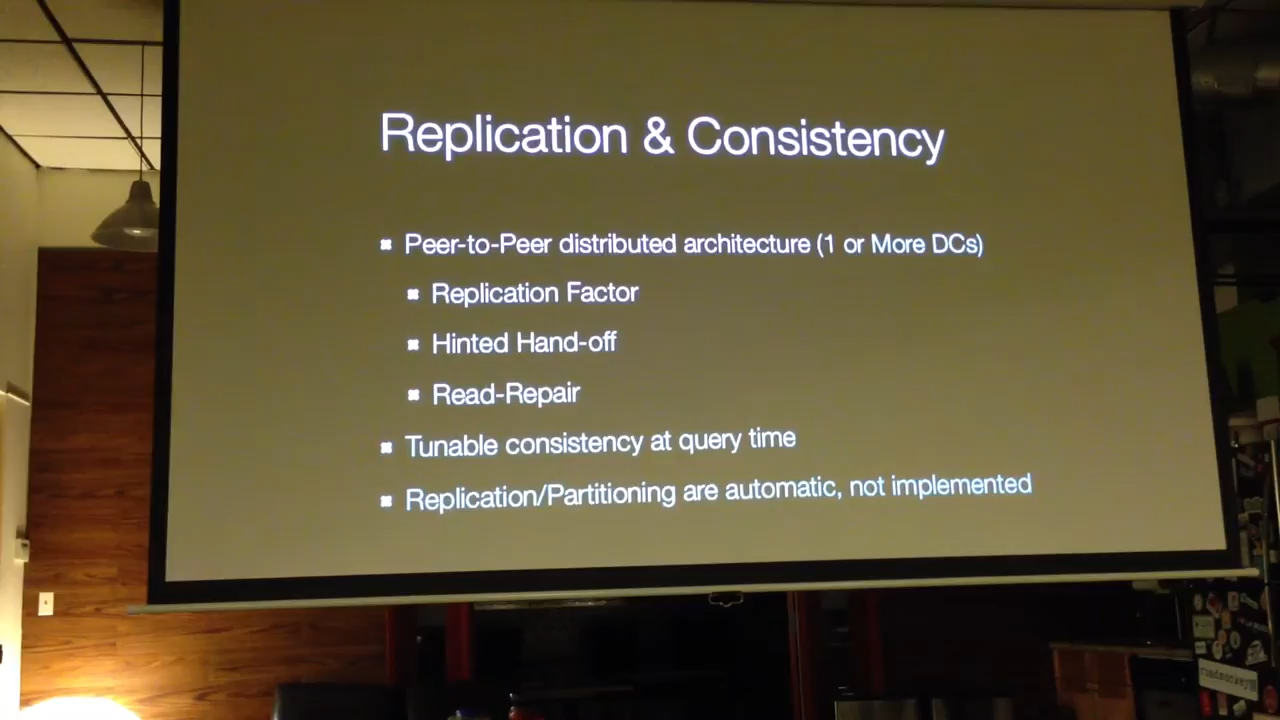 Replication & Consistency
Peer-to-Peer distributed architecture (1 or More DCs)
Replication Factor
Hinted Hand-off
Read-Repair
Tunable consistency at query time
Replication/Partitioning are automatic, not implemented